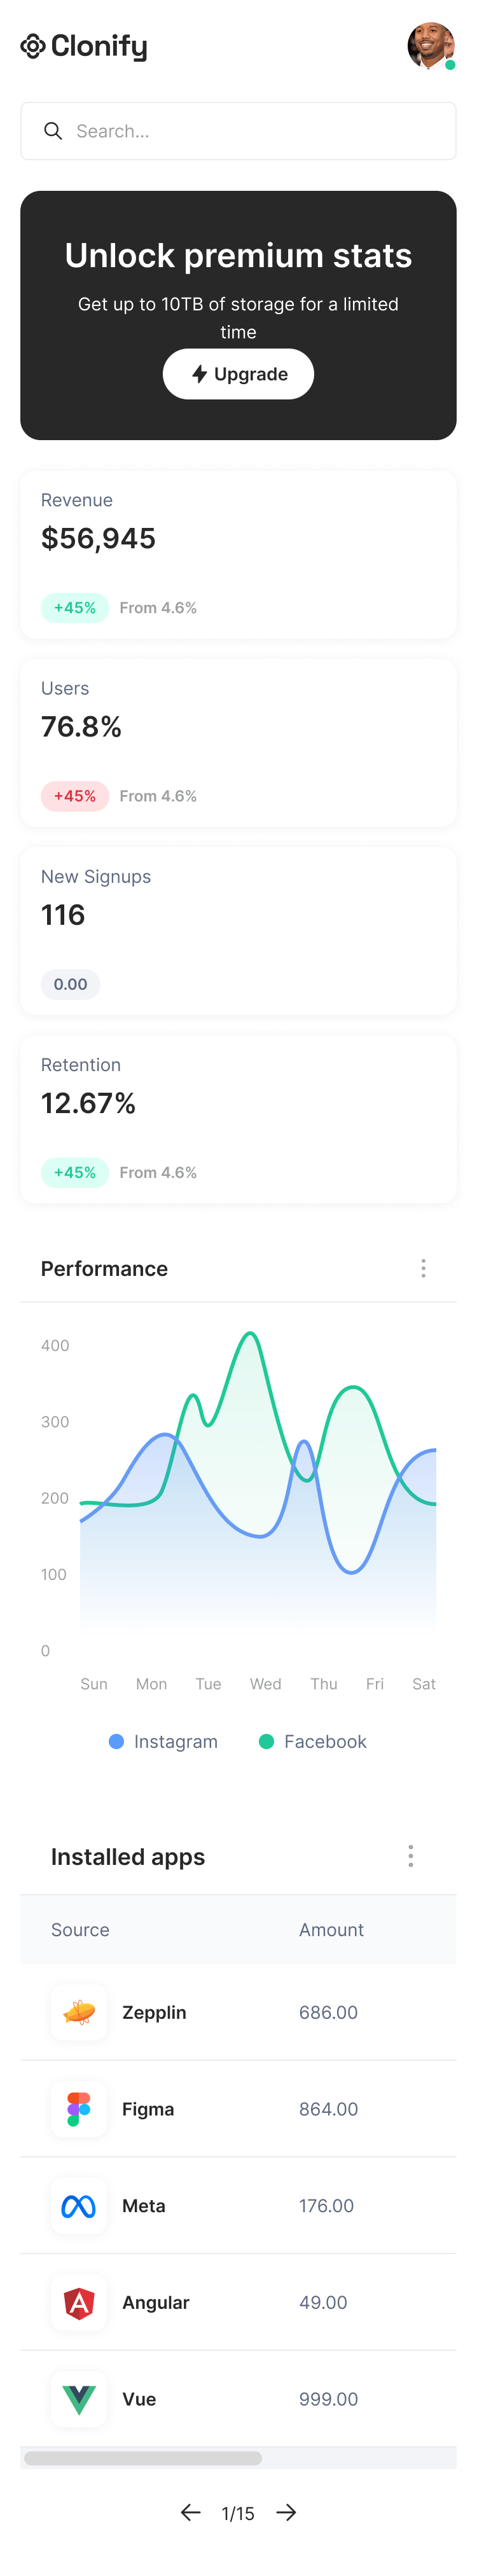 Clonify
Search...
Unlock premium stats
Get up to 10TB of storage for a limited
time
Upgrade
Revenue
$56,945
+45% From 4.6%
Users
76.8%
+45% From 4.6%
New Signups
116
0.00
Retention
12.67%
+45% From 4.6%
Performance
400
300
200
100
0
Sun Mon Tue Wed Thu Fri Sat
Instagram Facebook
Installed apps
Source Amount
Zepplin 686.00
Figma 864.00
Meta 176.00
Angular 49.00
Vue 999.00
1/15